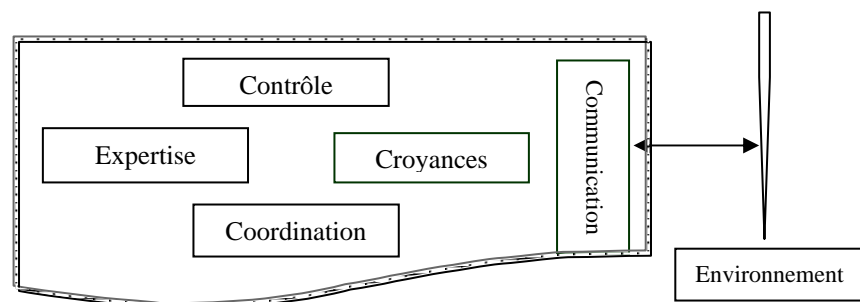 Contrôle
Expertise
Croyances
Coordination
Communication
Environnement